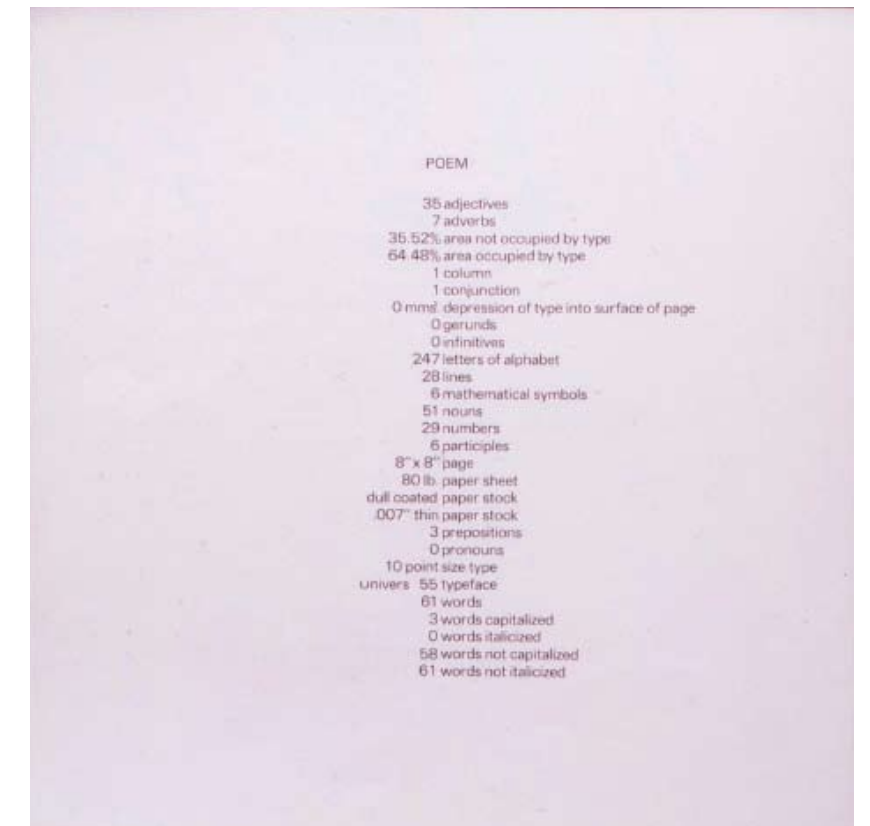 POEM
35 adjectives
7 adverbs
35.52% area not occupied by type
64.48% area occupied by type
1 column
1 conjunction
0 mms². depression of type into surface of page
0 gerunds
0 infinitives
247 letters of alphabet
28 lines
6 mathematical symbols
51 nouns
29 numbers
6 participles
8" x 8" page
80 lb. paper sheet
dull coated paper stock
.007" thin paper stock
3 prepositions
0 pronouns
10 point size type
univers 55 typeface
61 words
3 words capitalized
0 words italicized
58 words not capitalized
61 words not italicized